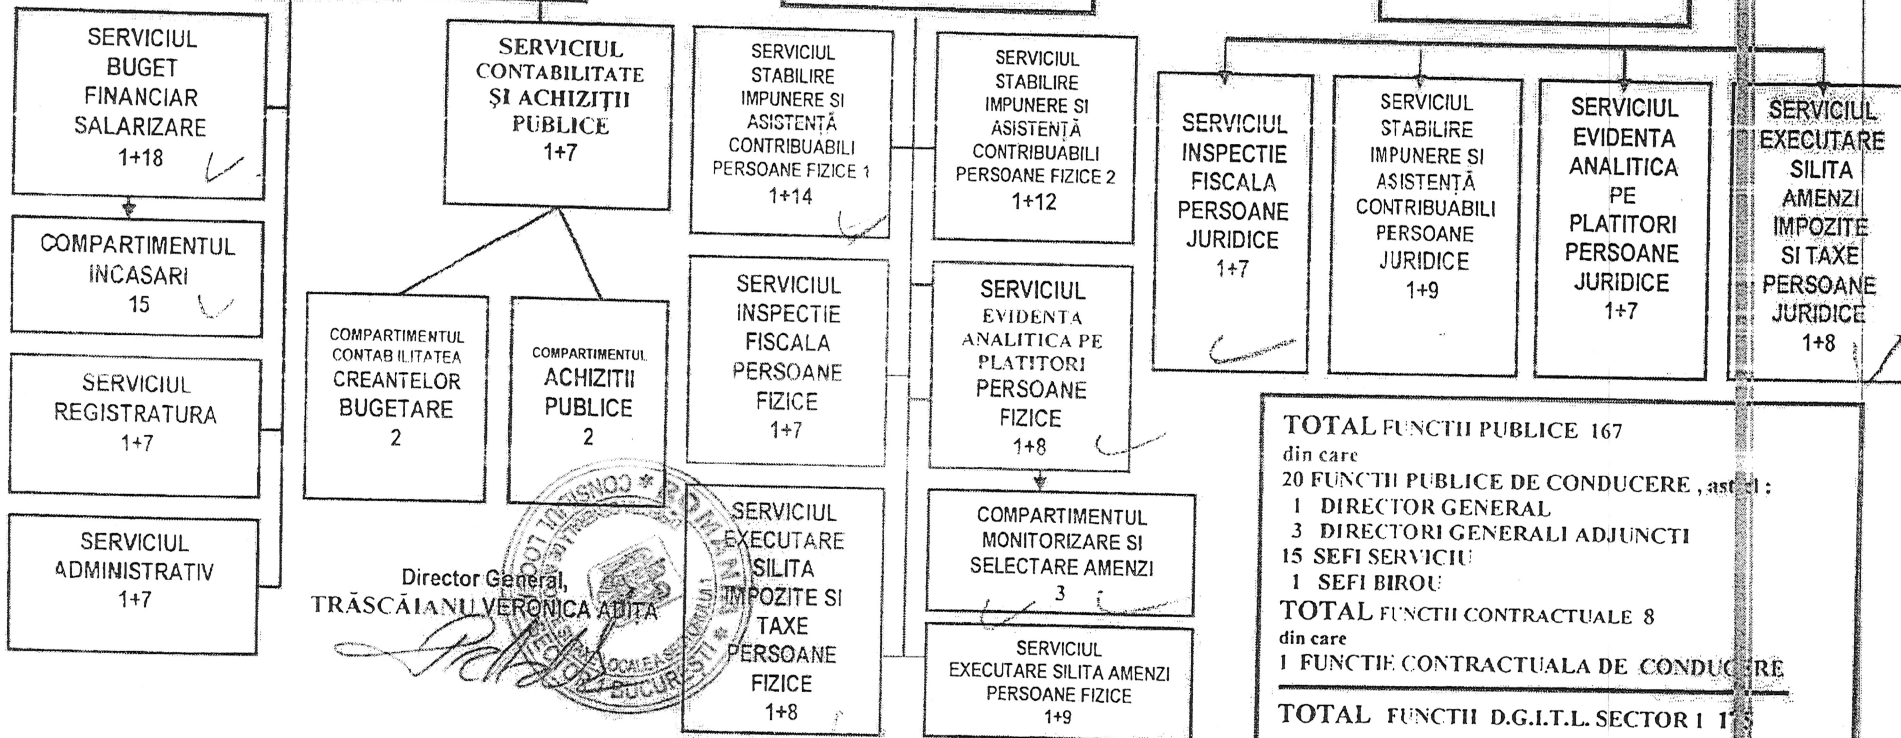 SERVICIUL
BUGET
FINANCIAR
SALARIZARE
1+18
COMPARTIMENTUL
INCASARI
15
SERVICIUL
REGISTRATURA
1+7
SERVICIUL
ADMINISTRATIV
1+7
SERVICIUL
CONTABILITATE
ŞI ACHIZIŢII
PUBLICE
1+7
COMPARTIMENTUL
CONTABILITATEA
CREANTELOR
BUGETARE
2
COMPARTIMENTUL
ACHIZITII
PUBLICE
2
Director General,
TRĂSCĂIANU VERONICA ADIȚA
SERVICIUL
STABILIRE
IMPUNERE SI
ASISTENŢĂ
CONTRIBUABILI
PERSOANE FIZICE 1
1+14
SERVICIUL
INSPECTIE
FISCALA
PERSOANE
FIZICE
1+7
SERVICIUL
EXECUTARE
SILITA
IMPOZITE SI
TAXE
PERSOANE
FIZICE
1+8
SERVICIUL
STABILIRE
IMPUNERE SI
ASISTENŢĂ
CONTRIBUABILI
PERSOANE FIZICE 2
1+12
SERVICIUL
EVIDENTA
ANALITICA PE
PLATITORI
PERSOANE
FIZICE
1+8
COMPARTIMENTUL
MONITORIZARE SI
SELECTARE AMENZI
3
SERVICIUL
EXECUTARE SILITA AMENZI
PERSOANE FIZICE
1+9
SERVICIUL
INSPECTIE
FISCALA
PERSOANE
JURIDICE
1+7
SERVICIUL
STABILIRE
IMPUNERE SI
ASISTENŢĂ
CONTRIBUABILI
PERSOANE
JURIDICE
1+9
SERVICIUL
EVIDENTA
ANALITICA
PE
PLATITORI
PERSOANE
JURIDICE
1+7
SERVICIUL
EXECUTARE
SILITA
AMENZI
IMPOZITE
SI TAXE
PERSOANE
JURIDICE
1+8
TOTAL FUNCTII PUBLICE 167
din care
20 FUNCTII PUBLICE DE CONDUCERE , astfel :
1 DIRECTOR GENERAL
3 DIRECTORI GENERALI ADJUNCTI
15 SEFI SERVICIU
1 SEFI BIROU
TOTAL FUNCTII CONTRACTUALE 8
din care
1 FUNCTIE CONTRACTUALA DE CONDUCERE
TOTAL FUNCTII D.G.I.T.L. SECTOR 1 175